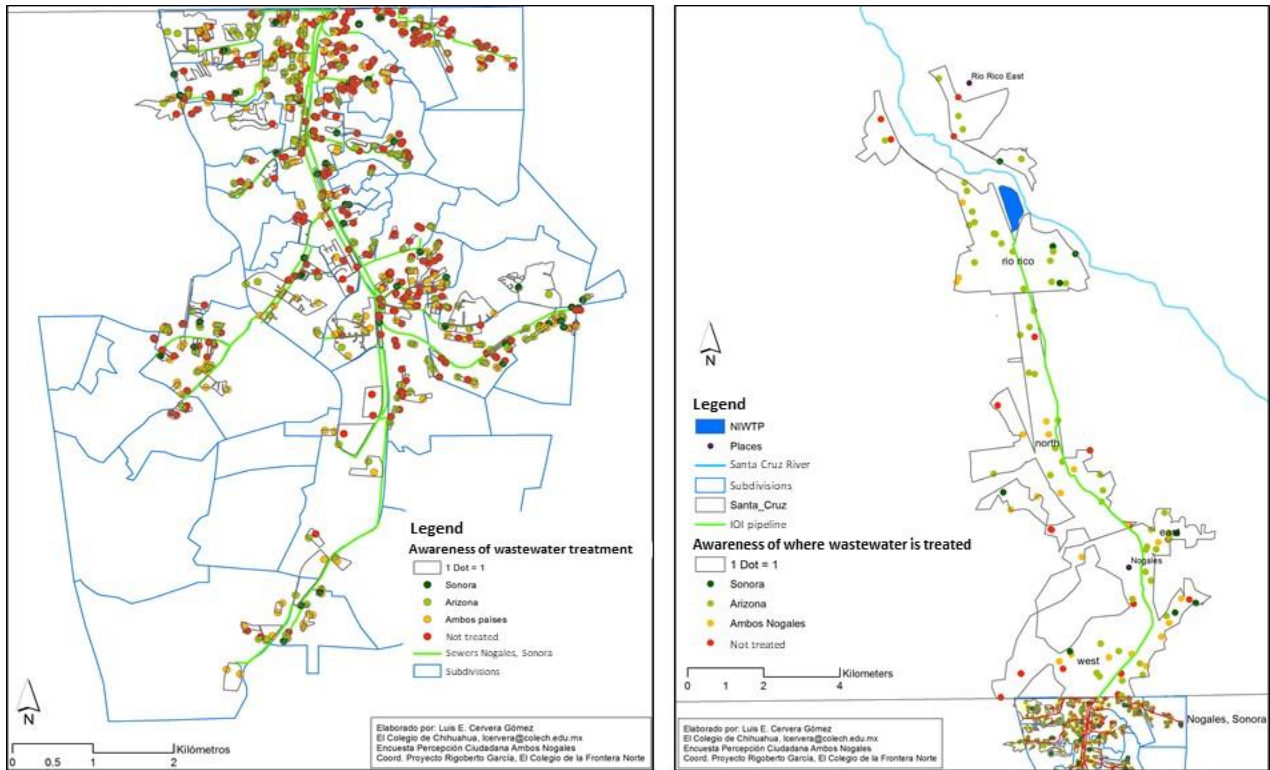 N
0 0.5 1 2
Kilómetros
Legend
Awareness of wastewater treatment
1 Dot = 1
Sonora
Arizona
Ambos países
Not treated
Sewers Nogales, Sonora
Subdivisions
Elaborado por: Luis E. Cervera Gómez
El Colegio de Chihuahua, lcervera@colech.edu.mx
Encuesta Percepción Ciudadana Ambos Nogales
Coord. Proyecto Rigoberto García, El Colegio de la Frontera Norte
Rio Rico East
rio rico
N
Legend
NIWTP
Places
Santa Cruz River
Subdivisions
Santa_Cruz
IOI pipeline
Awareness of where wastewater is treated
1 Dot = 1
Sonora
Arizona
Ambos Nogales
Not treated
Kilometers
0 1 2 4
north
east
Nogales
west
Nogales, Sonora
Elaborado por: Luis E. Cervera Gómez
El Colegio de Chihuahua, lcervera@colech.edu.mx
Encuesta Percepción Ciudadana Ambos Nogales
Coord. Proyecto Rigoberto García, El Colegio de la Frontera Norte